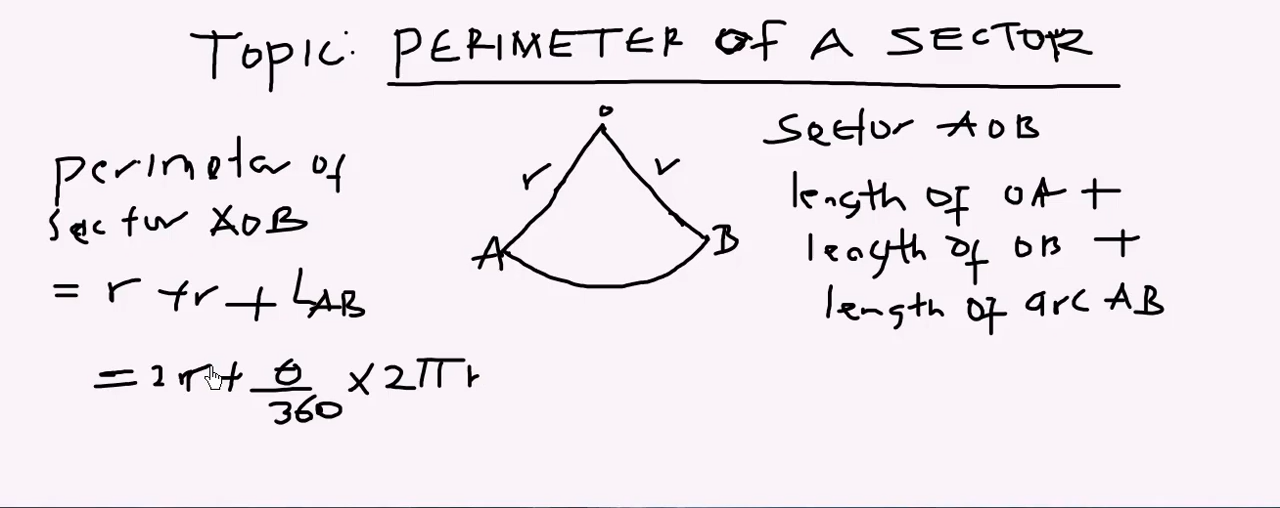 Topic: PERIMETER Of A SECTOR
perimeter of
sector AOB
= r + r + LAB
= 2r + θ/360 × 2πr
O
r
r
A
B
Sector AOB
length of OA +
length of OB +
length of arc AB